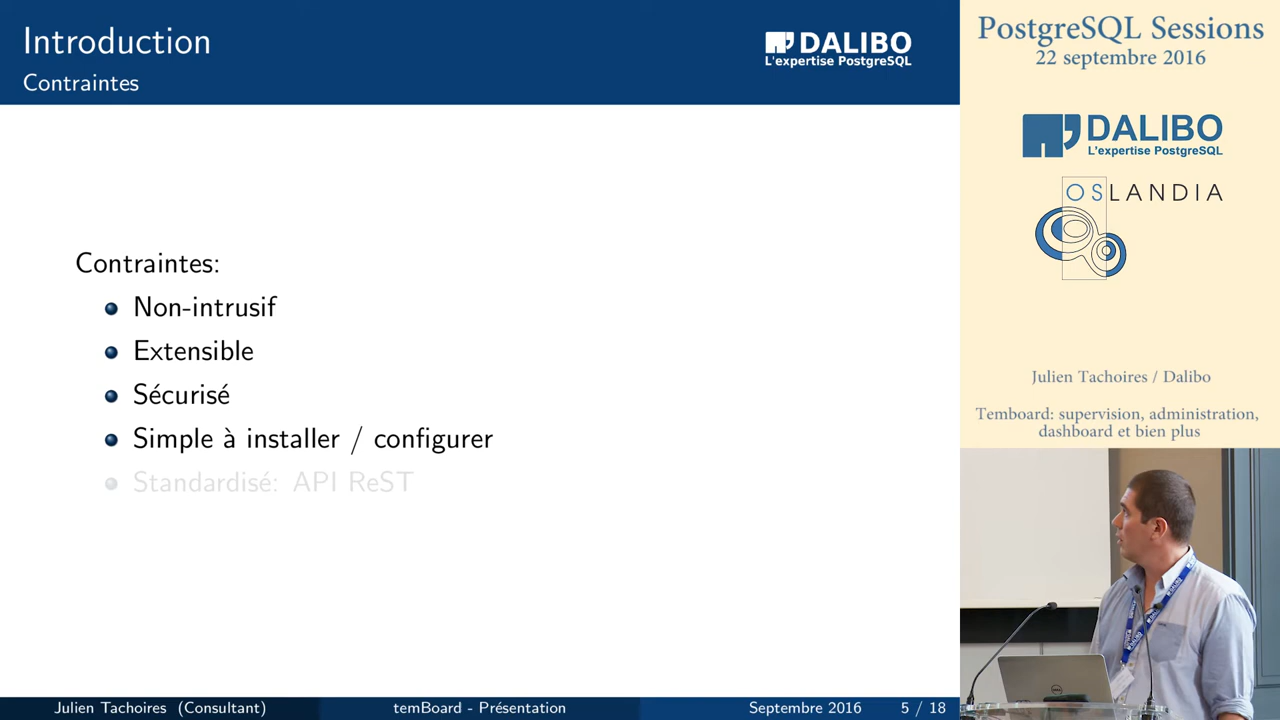 Introduction
Contraintes
DALIBO
L'expertise PostgreSQL
Contraintes:
Non-intrusif
Extensible
Sécurisé
Simple à installer / configurer
Standardisé: API ReST
Julien Tachoires (Consultant)
temBoard - Présentation
Septembre 2016
5 / 18
PostgreSQL Sessions
22 septembre 2016
DALIBO
L'expertise PostgreSQL
OSLANDIA
Julien Tachoires / Dalibo
Temboard: supervision, administration,
dashboard et bien plus